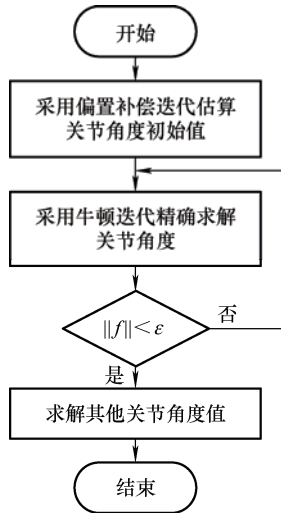 开始
采用偏置补偿迭代估算
关节角度初始值
采用牛顿迭代精确求解
关节角度
||f||<ε
否
是
求解其他关节角度值
结束